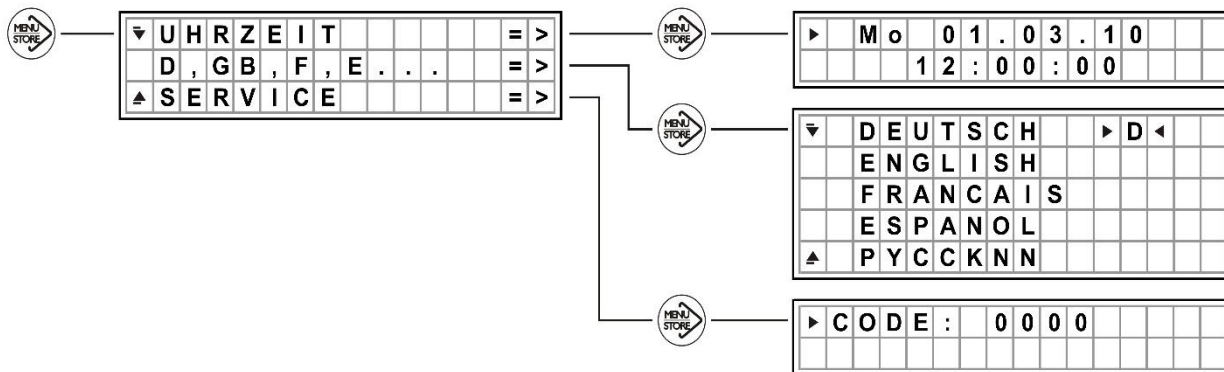 MENU
STORE
UHRZEIT =>
D,GB,F,E... =>
SERVICE =>
MENU
STORE
Mo 01.03.10
12:00:00
MENU
STORE
DEUTSCH ▶D◀
ENGLISH
FRANCAIS
ESPANOL
PYCCKNN
MENU
STORE
CODE: 0000